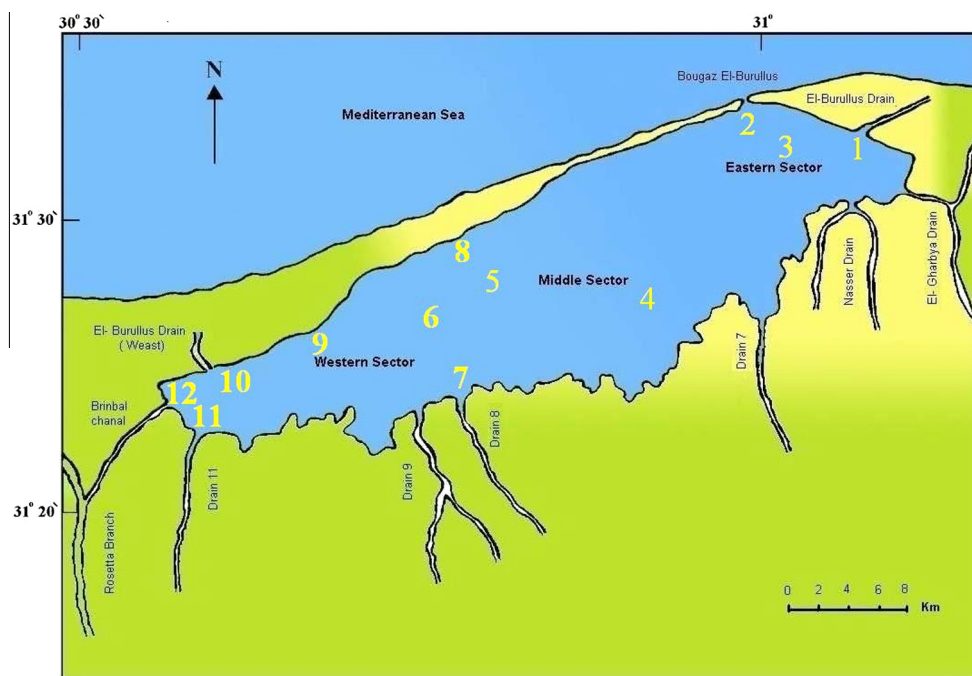 30° 30`
31°
N
Bougaz El-Burullus
El-Burullus Drain
Mediterranean Sea
2
3
1
Eastern Sector
31° 30`
8
5
Middle Sector
4
Nasser Drain
El- Gharbya Drain
6
El- Burullus Drain
( Weast)
9
Western Sector
Drain 7
7
10
12
11
Brinbal
chanal
Drain 8
Drain 9
Drain 11
31° 20`
Rosetta Branch
0 2 4 6 8
Km